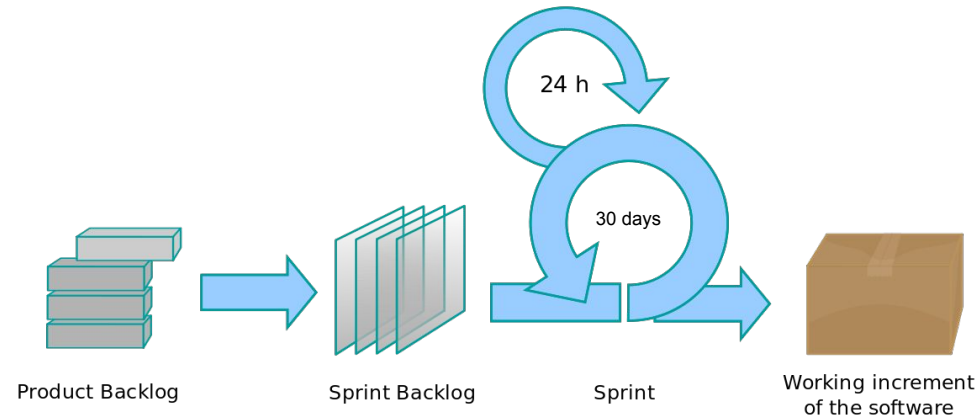 24 h
30 days
Product Backlog
Sprint Backlog
Sprint
Working increment
of the software